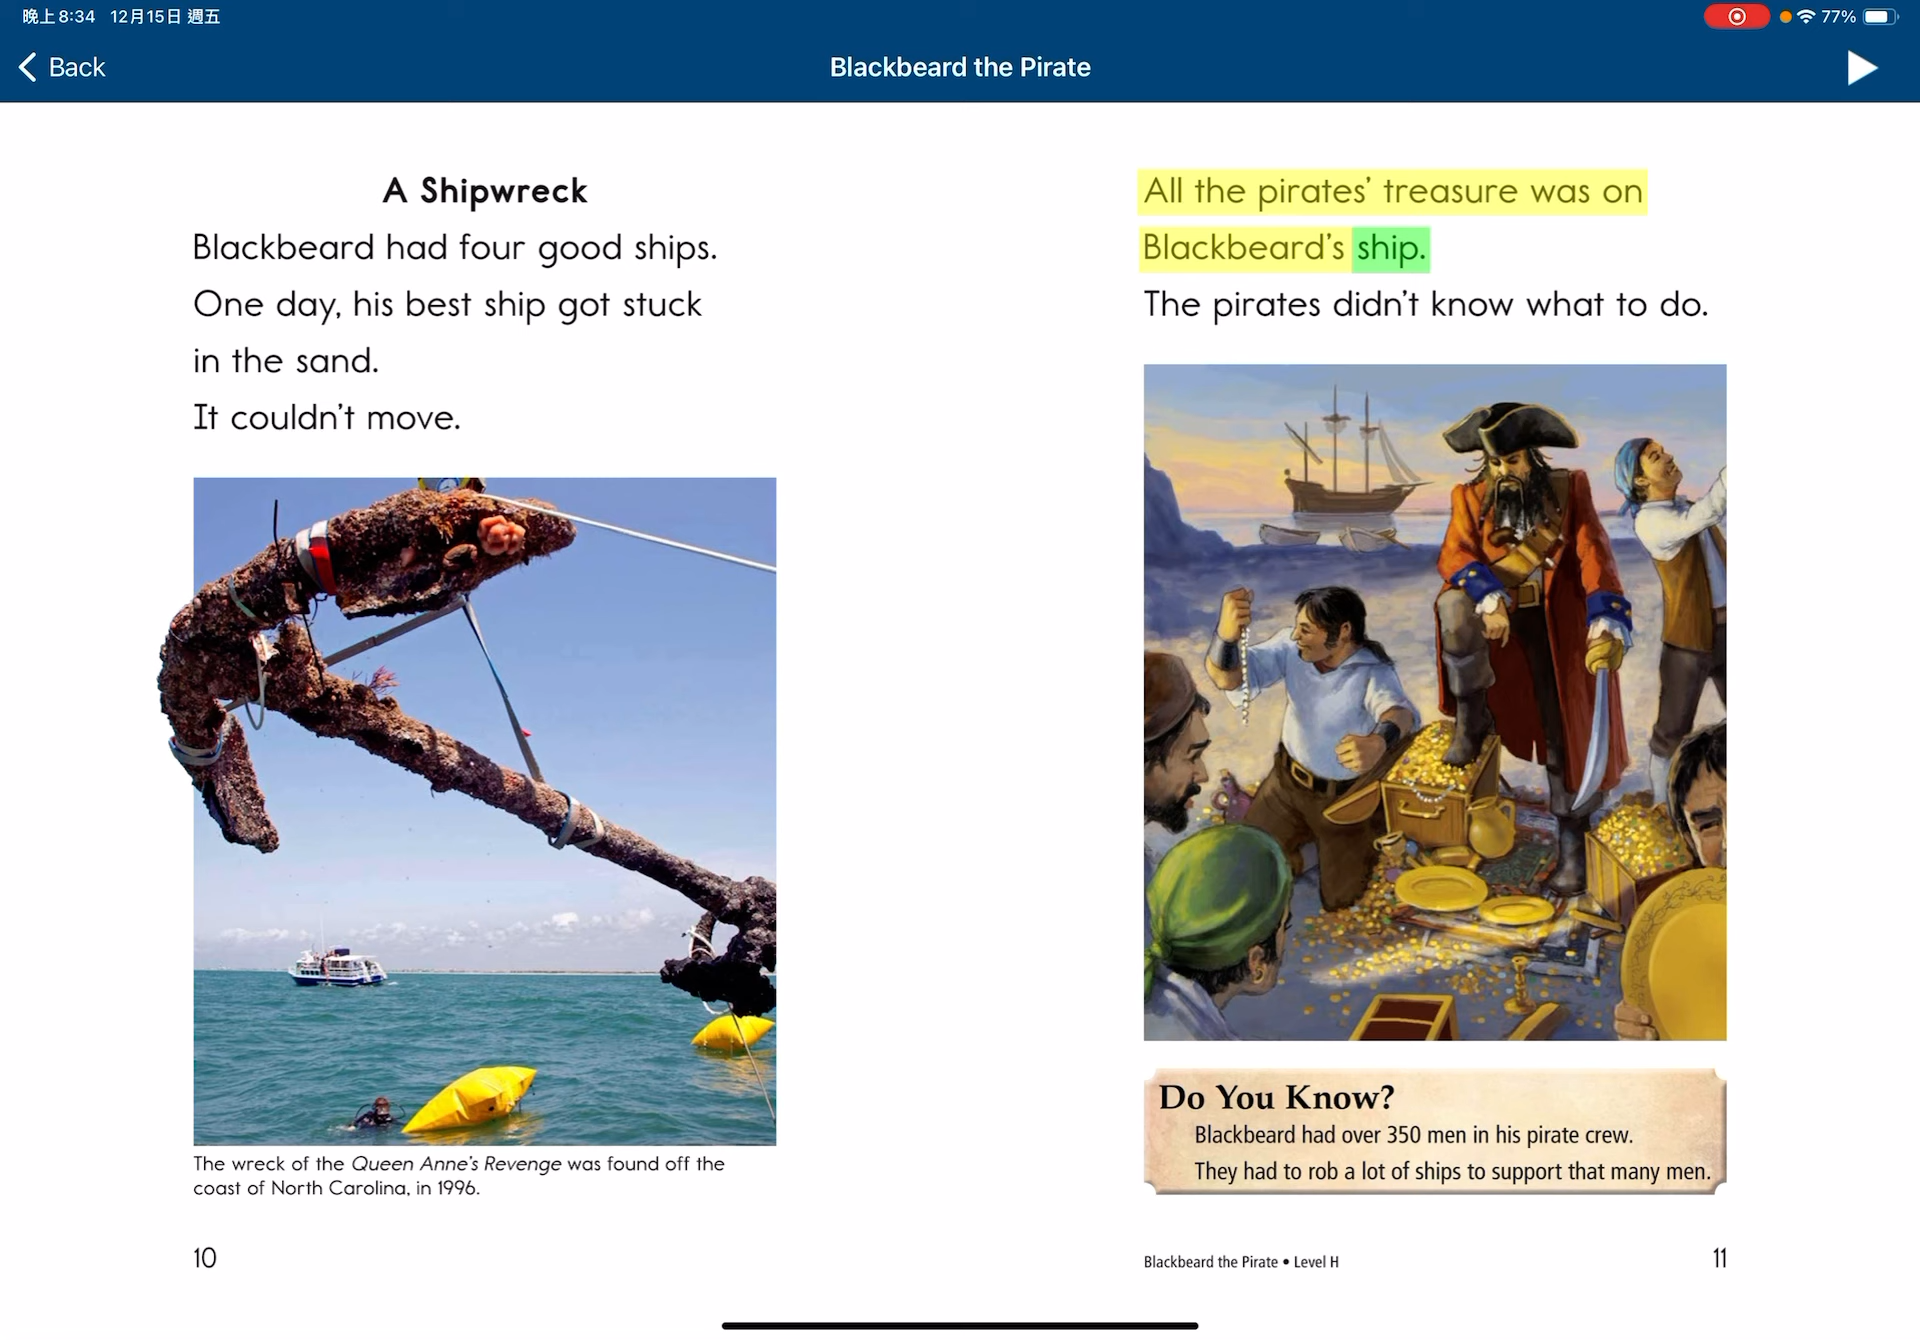 晚上8:34 12月15日 週五
77%
Back
Blackbeard the Pirate
A Shipwreck
Blackbeard had four good ships.
One day, his best ship got stuck
in the sand.
It couldn't move.
The wreck of the Queen Anne's Revenge was found off the
coast of North Carolina, in 1996.
10
All the pirates' treasure was on
Blackbeard's ship.
The pirates didn't know what to do.
Do You Know?
Blackbeard had over 350 men in his pirate crew.
They had to rob a lot of ships to support that many men.
Blackbeard the Pirate • Level H
11